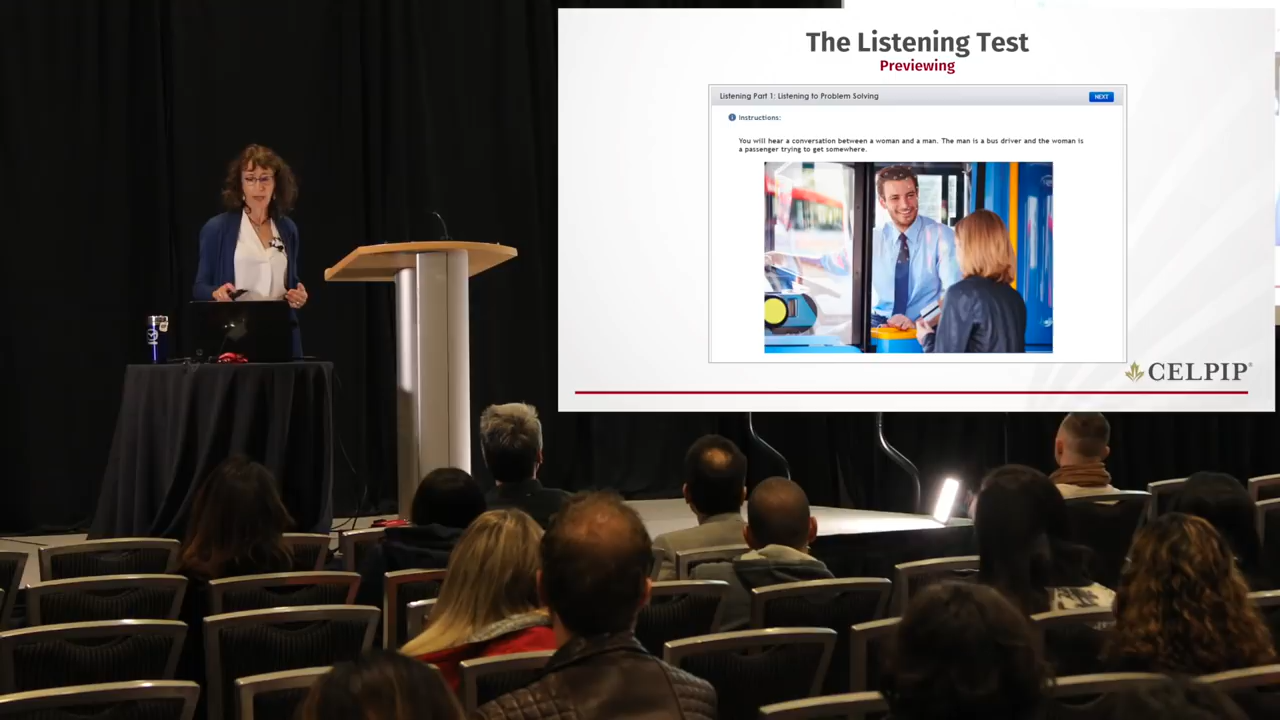 The Listening Test
Previewing
Listening Part 1: Listening to Problem Solving
NEXT
Instructions:
You will hear a conversation between a woman and a man. The man is a bus driver and the woman is
a passenger trying to get somewhere.
CELPIP®